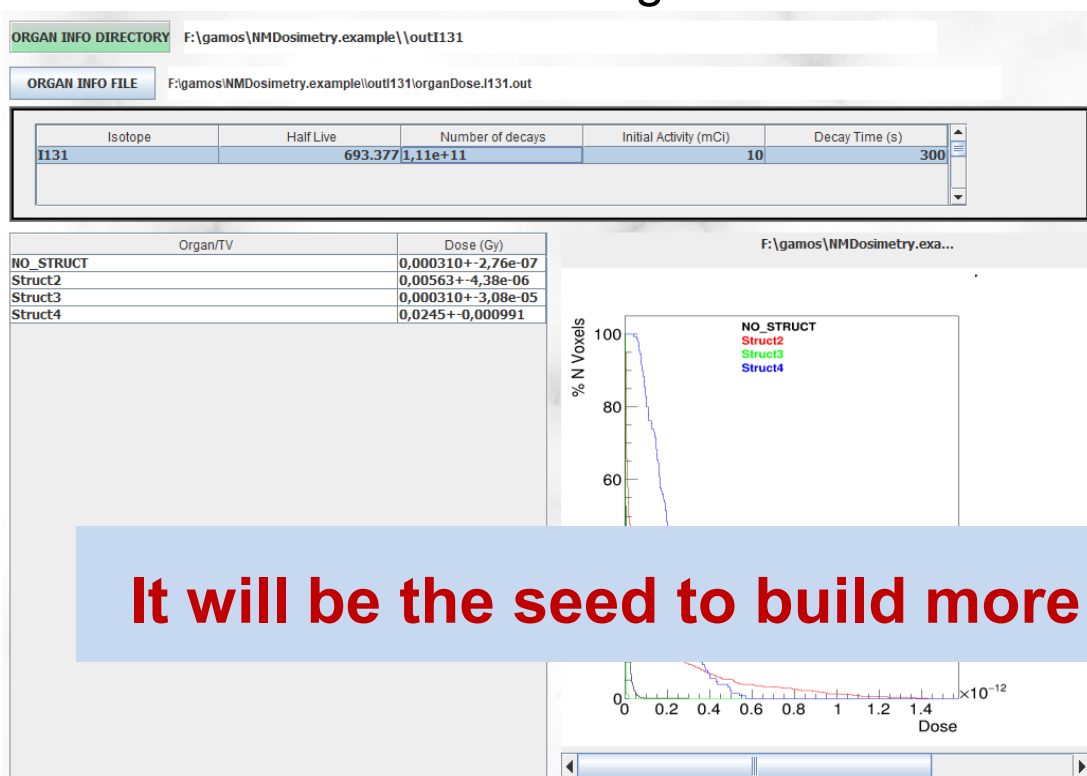 ORGAN INFO DIRECTORY F:\gamos\NMDosimetry.example\\outI131
ORGAN INFO FILE F:\gamos\NMDosimetry.example\\outI131\organDose.I131.out
Isotope Half Live Number of decays Initial Activity (mCi) Decay Time (s)
I131 693.377 1,11e+11 10 300
Organ/TV Dose (Gy)
NO_STRUCT 0,000310+-2,76e-07
Struct2 0,00563+-4,38e-06
Struct3 0,000310+-3,08e-05
Struct4 0,0245+-0,000991
F:\gamos\NMDosimetry.exa...
% N Voxels
100
80
60
0
NO_STRUCT
Struct2
Struct3
Struct4
It will be the seed to build more
0 0.2 0.4 0.6 0.8 1 1.2 1.4 ×10⁻¹²
Dose